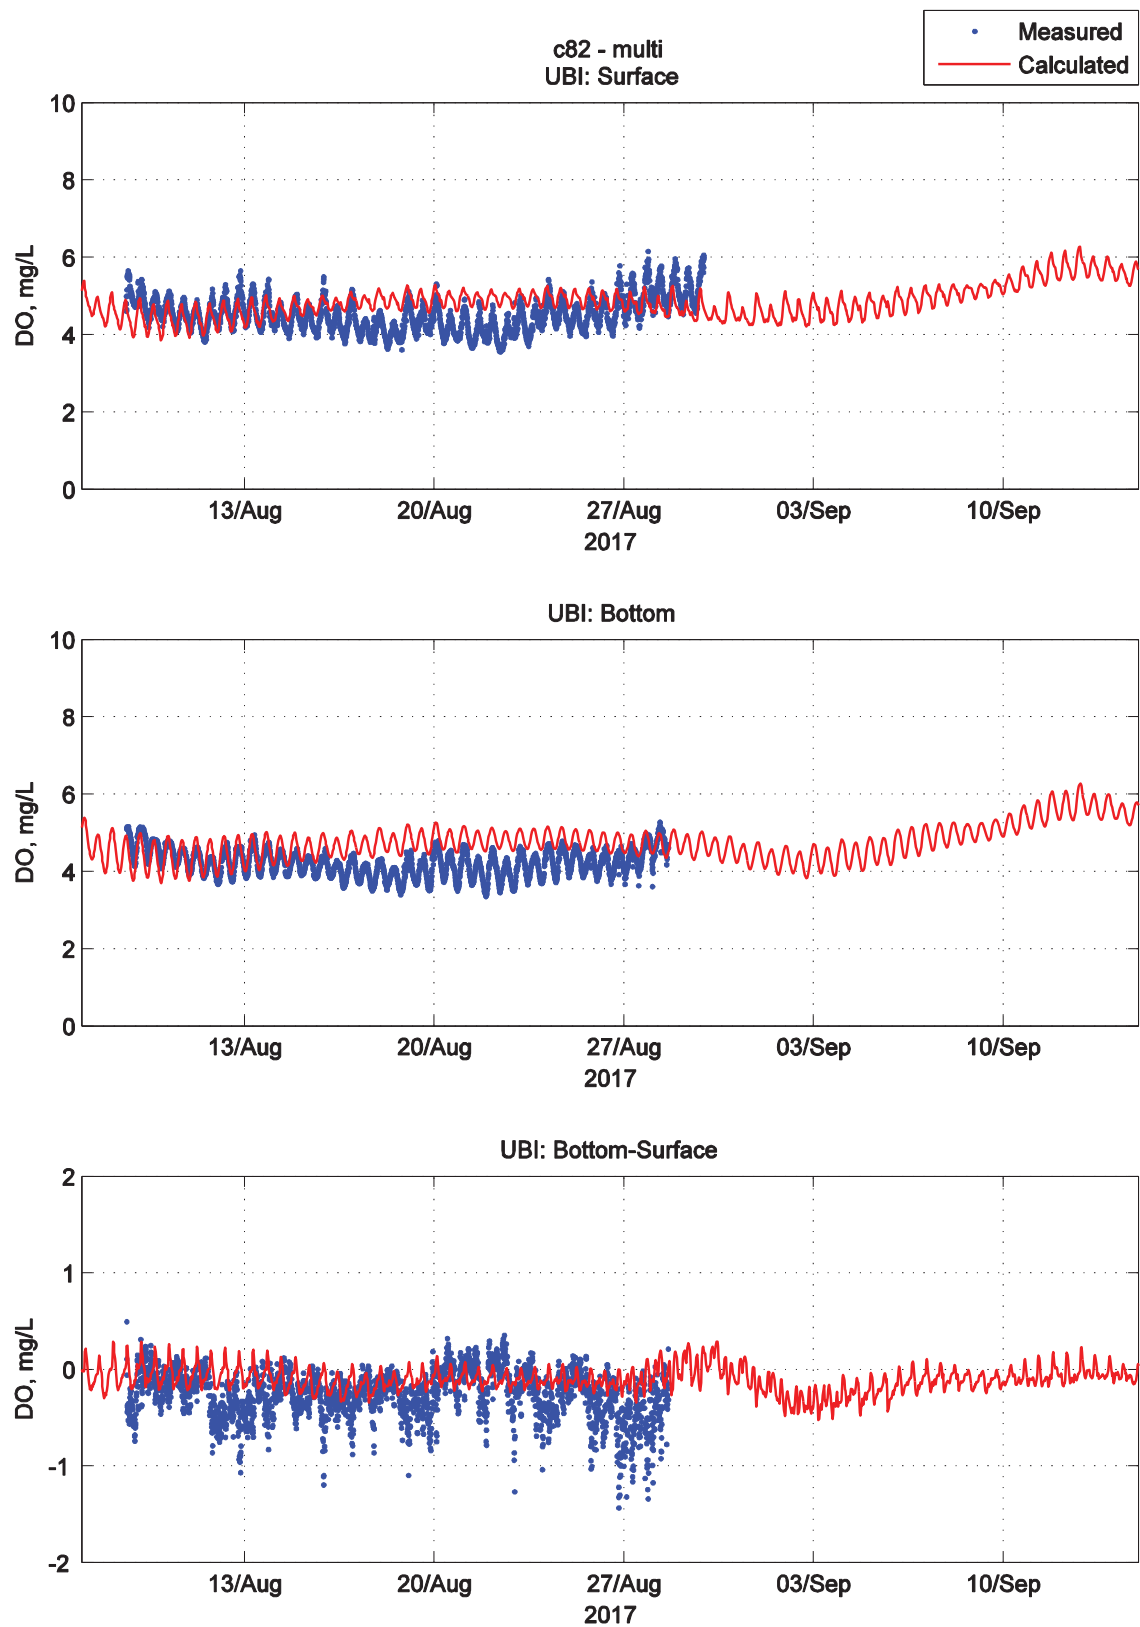 Measured
Calculated
c82 - multi
UBI: Surface
10
8
6
4
2
0
DO, mg/L
13/Aug 20/Aug 27/Aug 03/Sep 10/Sep
2017
UBI: Bottom
10
8
6
4
2
0
DO, mg/L
13/Aug 20/Aug 27/Aug 03/Sep 10/Sep
2017
UBI: Bottom-Surface
2
1
0
-1
-2
DO, mg/L
13/Aug 20/Aug 27/Aug 03/Sep 10/Sep
2017